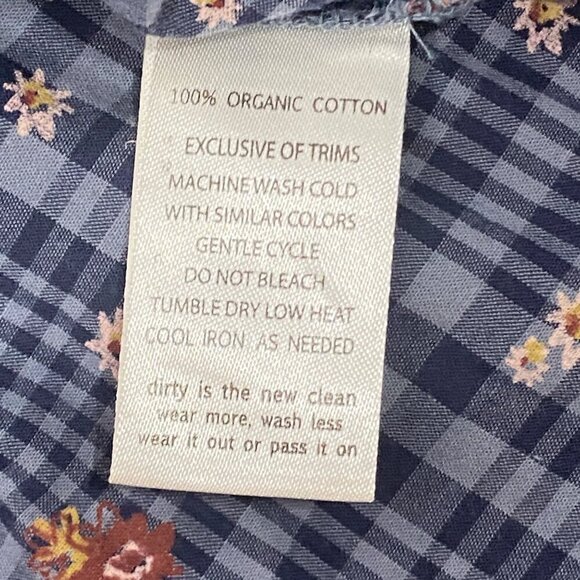 100% ORGANIC COTTON
EXCLUSIVE OF TRIMS
MACHINE WASH COLD
WITH SIMILAR COLORS
GENTLE CYCLE
DO NOT BLEACH
TUMBLE DRY LOW HEAT
COOL IRON AS NEEDED
dirty is the new clean
wear more, wash less
wear it out or pass it on